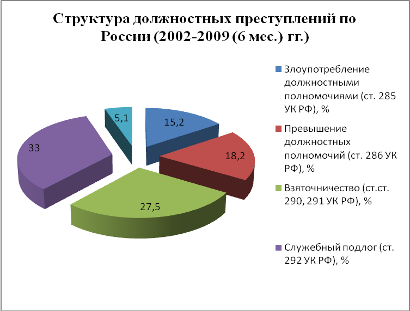 Структура должностных преступлений по
России (2002-2009 (6 мес.) гг.)
5,1
15,2
33
18,2
27,5
Злоупотребление
должностными
полномочиями (ст. 285
УК РФ), %
Превышение
должностных
полномочий (ст. 286
УК РФ), %
Взяточничество (ст.ст.
290, 291 УК РФ), %
Служебный подлог (ст.
292 УК РФ), %